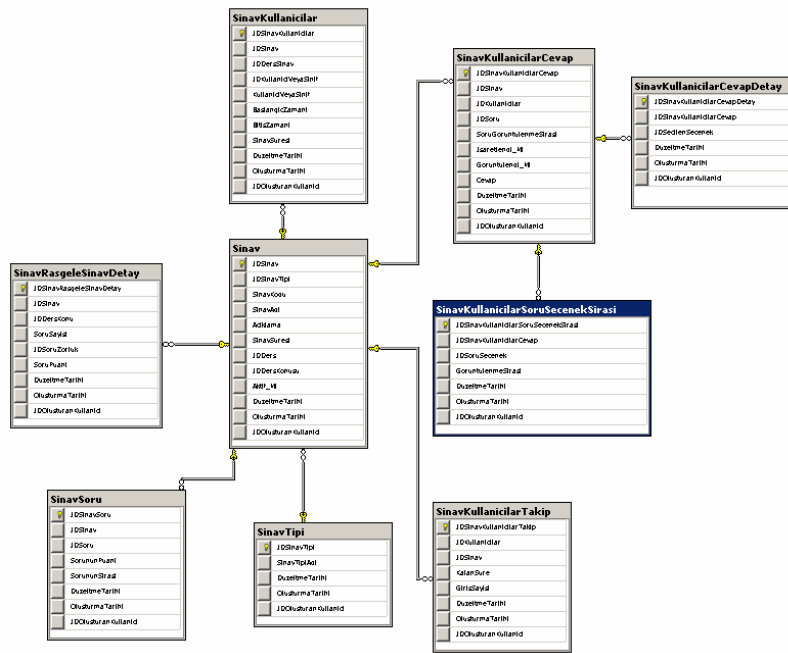 SinavKullanicilar
IDSinavKullanicilar
IDSinav
IDDersSinav
IDKullaniciVeyaSinif
KullaniciVeyaSinif
BaslangicZamani
BitisZamani
SinavSuresi
DuzeltmeTarihi
OlusturmaTarihi
IDOlusturanKullanici
SinavKullanicilarCevap
IDSinavKullanicilarCevap
IDSinav
IDKullanicilar
IDSoru
SoruGoruntulenmeSirasi
Isaretlendi_Mi
Goruntulendi_Mi
Cevap
DuzeltmeTarihi
OlusturmaTarihi
IDOlusturanKullanici
SinavKullanicilarCevapDetay
IDSinavKullanicilarCevapDetay
IDSinavKullanicilarCevap
IDSecilenSecenek
DuzeltmeTarihi
OlusturmaTarihi
IDOlusturanKullanici
Sinav
IDSinav
IDSinavTipi
SinavKodu
SinavAdi
Aciklama
SinavSuresi
IDDers
IDDersKonusu
Aktif_Mi
DuzeltmeTarihi
OlusturmaTarihi
IDOlusturanKullanici
SinavRasgeleSinavDetay
IDSinavRasgeleSinavDetay
IDSinav
IDDersKonu
SoruSayisi
IDSoruZorluk
SoruPuani
DuzeltmeTarihi
OlusturmaTarihi
IDOlusturanKullanici
SinavKullanicilarSoruSecenekSirasi
IDSinavKullanicilarSoruSecenekSirasi
IDSinavKullanicilarCevap
IDSoruSecenek
GoruntulenmeSirasi
DuzeltmeTarihi
OlusturmaTarihi
IDOlusturanKullanici
SinavSoru
IDSinavSoru
IDSinav
IDSoru
SorununPuani
SorununSirasi
DuzeltmeTarihi
OlusturmaTarihi
IDOlusturanKullanici
SinavTipi
IDSinavTipi
SinavTipiAdi
DuzeltmeTarihi
OlusturmaTarihi
IDOlusturanKullanici
SinavKullanicilarTakip
IDSinavKullanicilarTakip
IDKullanicilar
IDSinav
KalanSure
GirisSayisi
DuzeltmeTarihi
OlusturmaTarihi
IDOlusturanKullanici